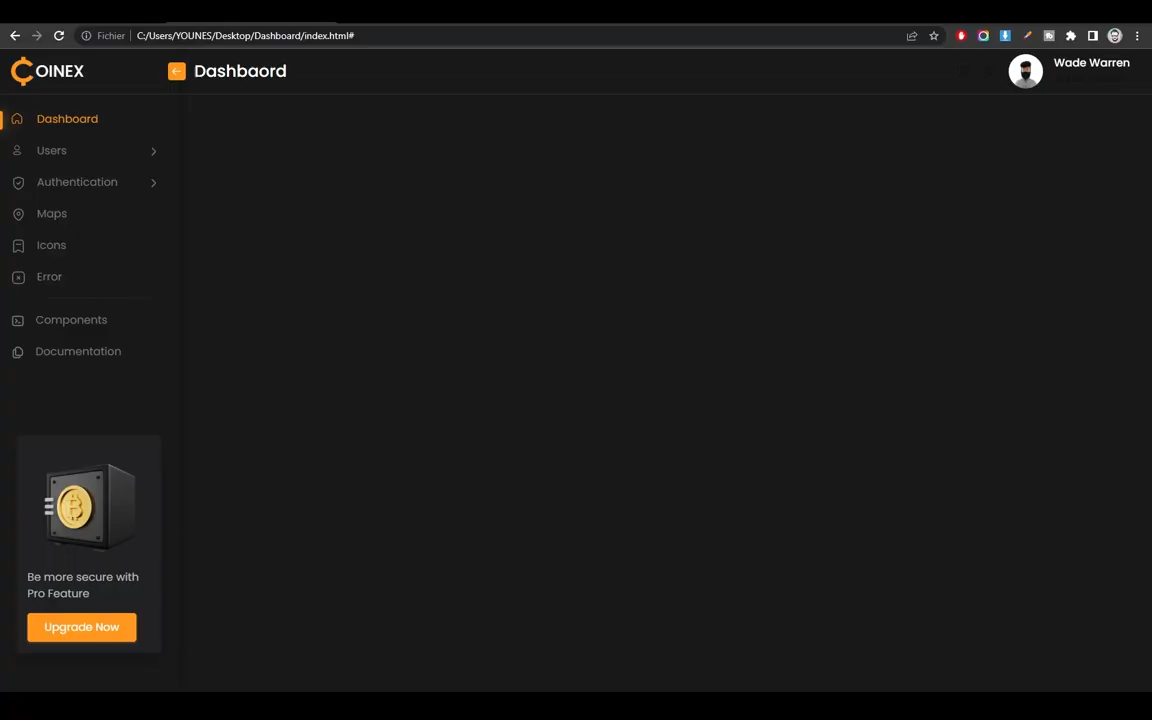 Fichier C:/Users/YOUNES/Desktop/Dashboard/index.html#
OINEX
Dashbaord
Wade Warren
Dashboard
Users
Authentication
Maps
Icons
Error
Components
Documentation
Be more secure with
Pro Feature
Upgrade Now